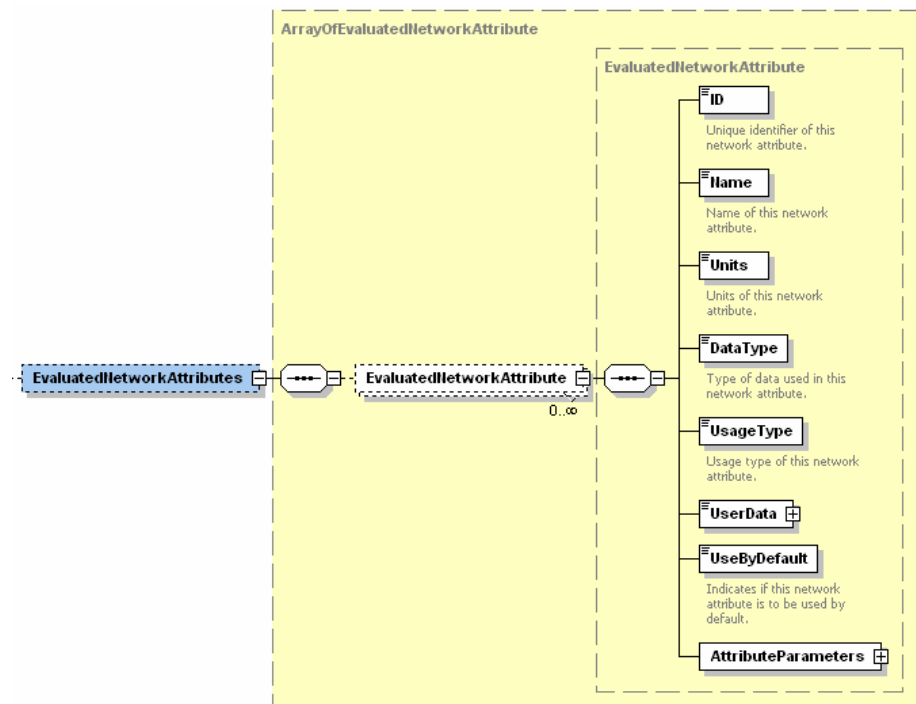 ArrayOfEvaluatedNetworkAttribute
EvaluatedNetworkAttribute
ID
Unique identifier of this
network attribute.
Name
Name of this network
attribute.
Units
Units of this network
attribute.
EvaluatedNetworkAttributes
EvaluatedNetworkAttribute
0..∞
DataType
Type of data used in this
network attribute.
UsageType
Usage type of this network
attribute.
UserData
UseByDefault
Indicates if this network
attribute is to be used by
default.
AttributeParameters